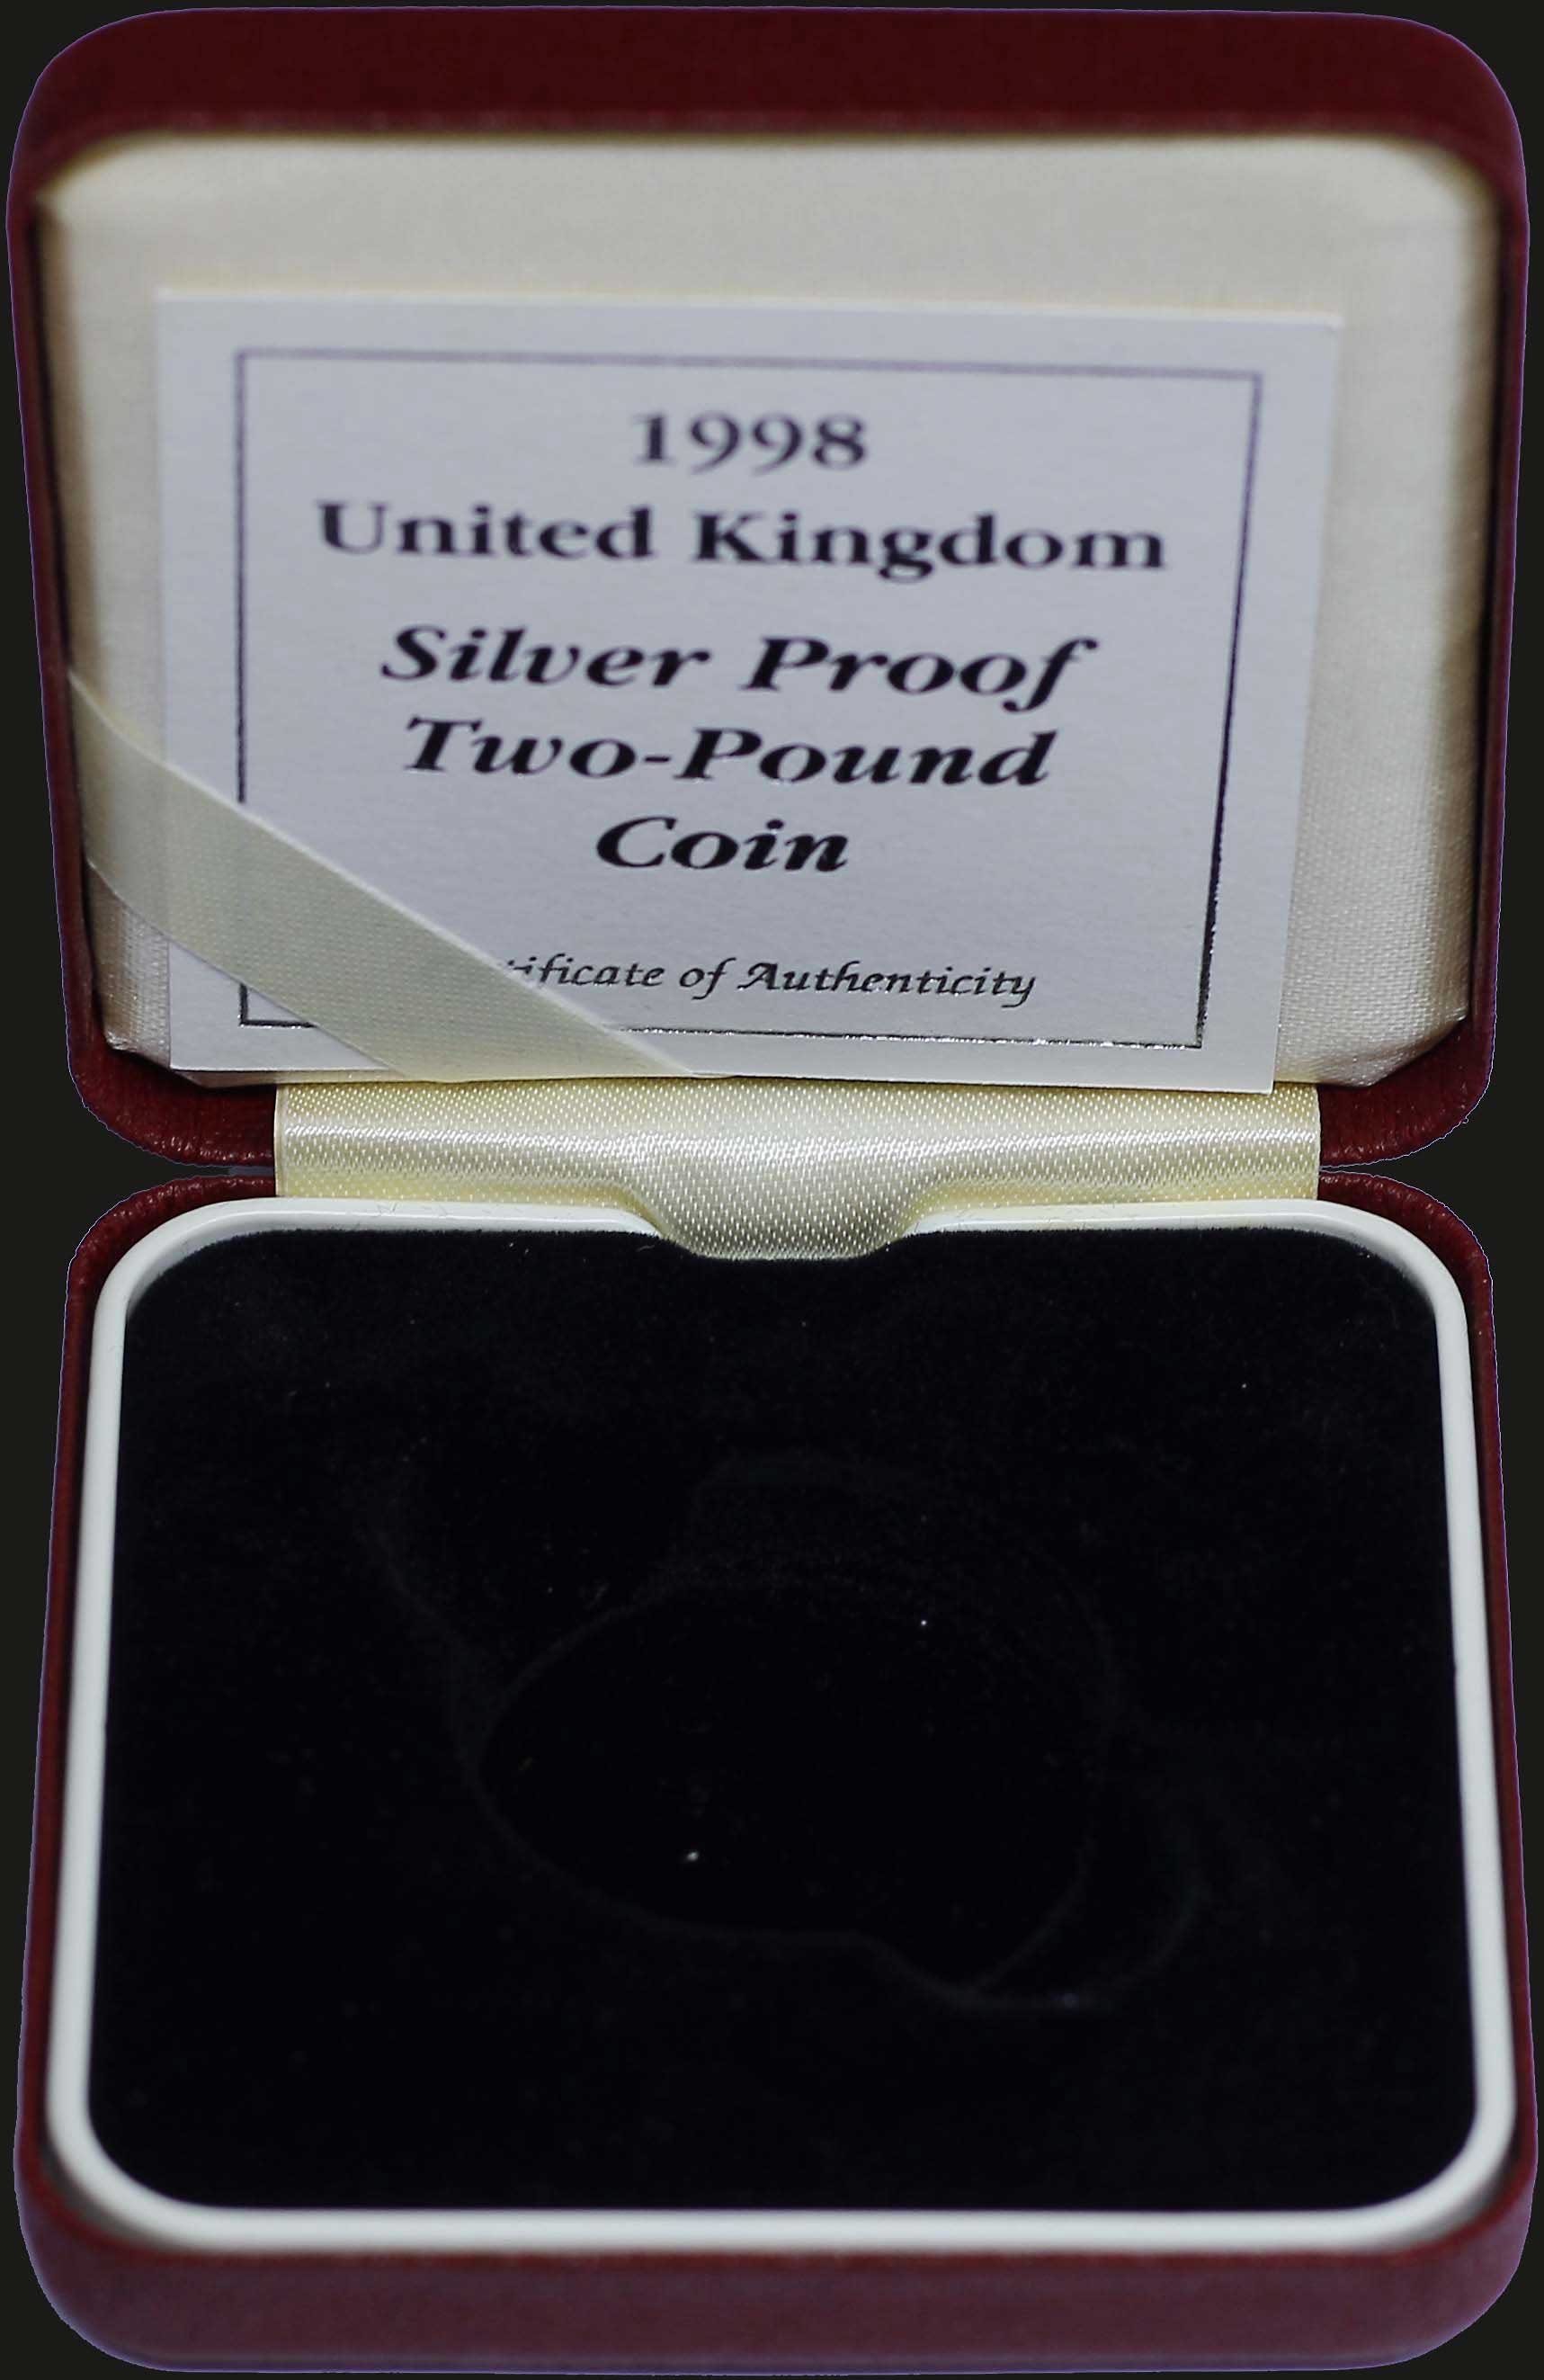 1998
United Kingdom
Silver Proof
Two-Pound
Coin
tificate of Authenticity